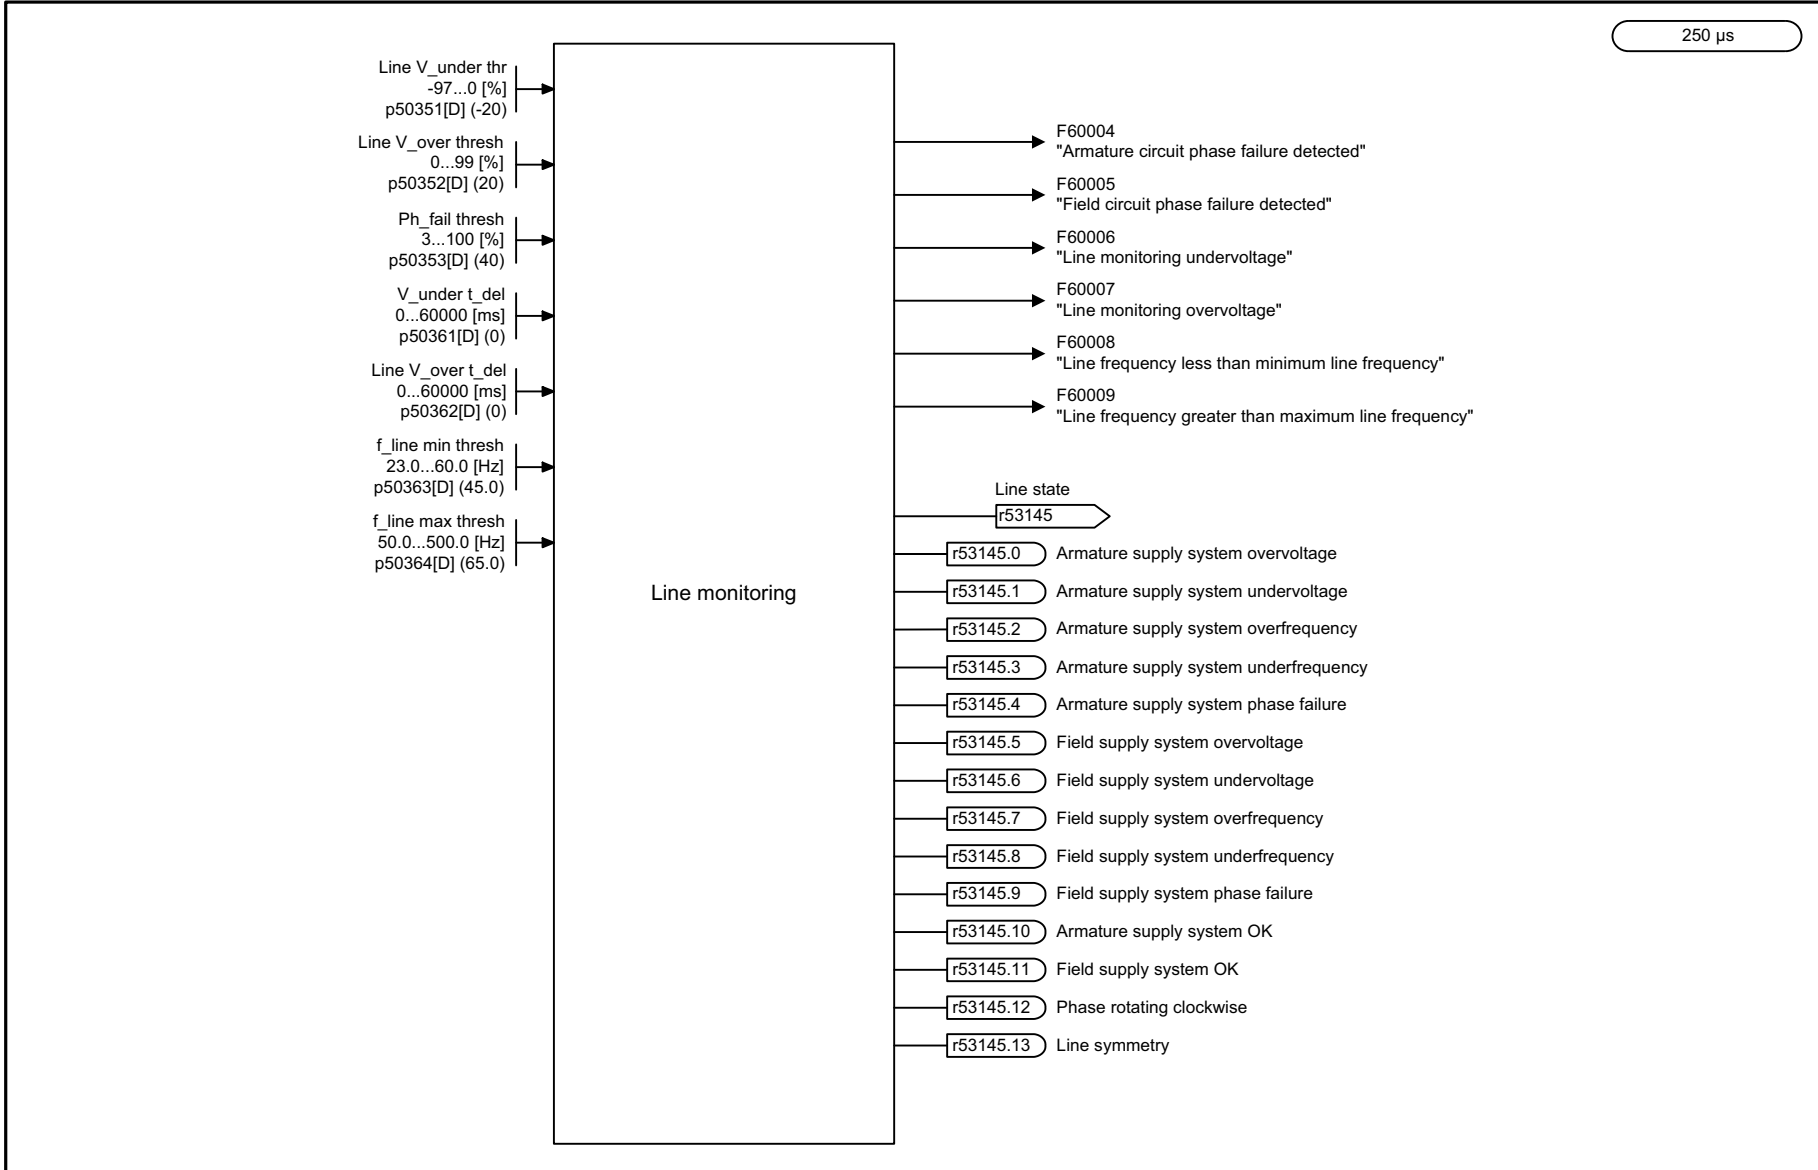 250 µs
Line V_under thr
-97...0 [%]
p50351[D] (-20)
Line V_over thresh
0...99 [%]
p50352[D] (20)
Ph_fail thresh
3...100 [%]
p50353[D] (40)
V_under t_del
0...60000 [ms]
p50361[D] (0)
Line V_over t_del
0...60000 [ms]
p50362[D] (0)
f_line min thresh
23.0...60.0 [Hz]
p50363[D] (45.0)
f_line max thresh
50.0...500.0 [Hz]
p50364[D] (65.0)
Line monitoring
F60004
"Armature circuit phase failure detected"
F60005
"Field circuit phase failure detected"
F60006
"Line monitoring undervoltage"
F60007
"Line monitoring overvoltage"
F60008
"Line frequency less than minimum line frequency"
F60009
"Line frequency greater than maximum line frequency"
Line state
r53145
r53145.0 Armature supply system overvoltage
r53145.1 Armature supply system undervoltage
r53145.2 Armature supply system overfrequency
r53145.3 Armature supply system underfrequency
r53145.4 Armature supply system phase failure
r53145.5 Field supply system overvoltage
r53145.6 Field supply system undervoltage
r53145.7 Field supply system overfrequency
r53145.8 Field supply system underfrequency
r53145.9 Field supply system phase failure
r53145.10 Armature supply system OK
r53145.11 Field supply system OK
r53145.12 Phase rotating clockwise
r53145.13 Line symmetry